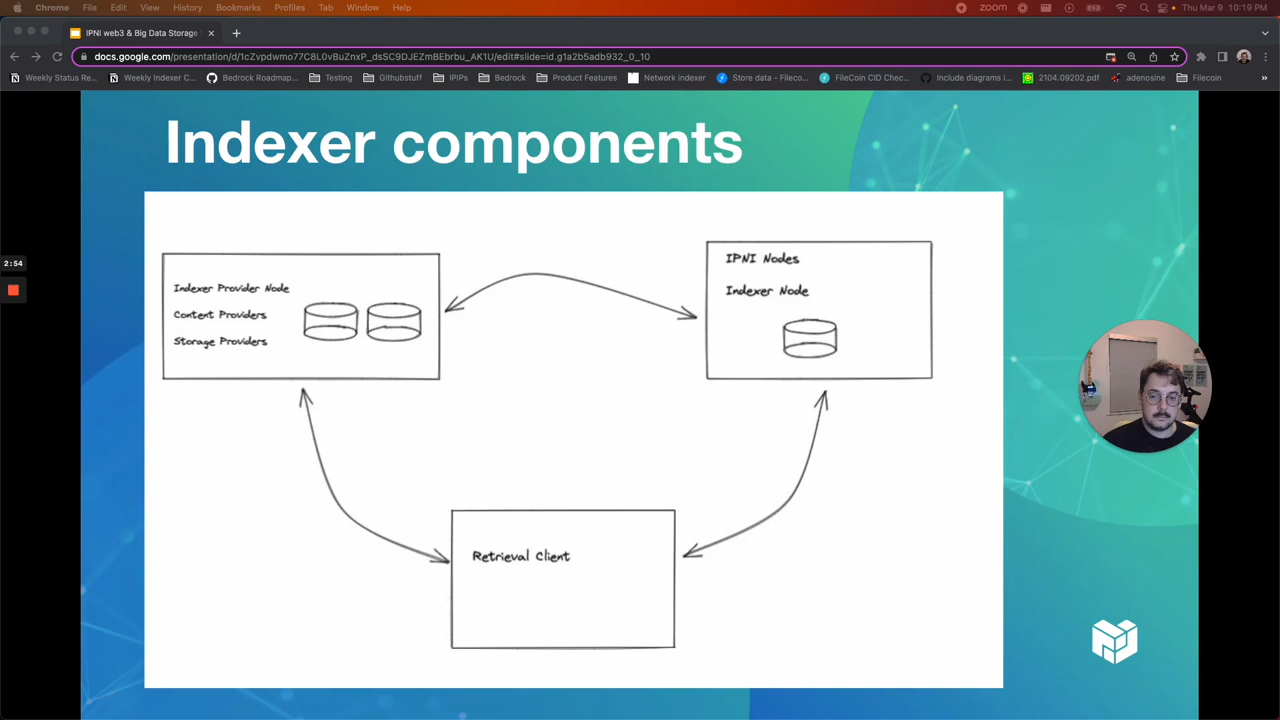 Chrome File Edit View History Bookmarks Profiles Tab Window Help zoom Thu Mar 9 10:19 PM
IPNI web3 & Big Data Storage
docs.google.com/presentation/d/1cZvpdwmo77C8L0vBuZnxP_dsSC9DJEZmBEbrbu_AK1U/edit#slide=id.g1a2b5adb932_0_10
Weekly Status Re... Weekly Indexer C... Bedrock Roadmap... Testing Githubstuff IPIPs Bedrock Product Features Network indexer Store data - Fileco... FileCoin CID Chec... Include diagrams i... 2104.09202.pdf adenosine Filecoin
Indexer components
2:54
Indexer Provider Node
Content Providers
Storage Providers
IPNI Nodes
Indexer Node
Retrieval Client